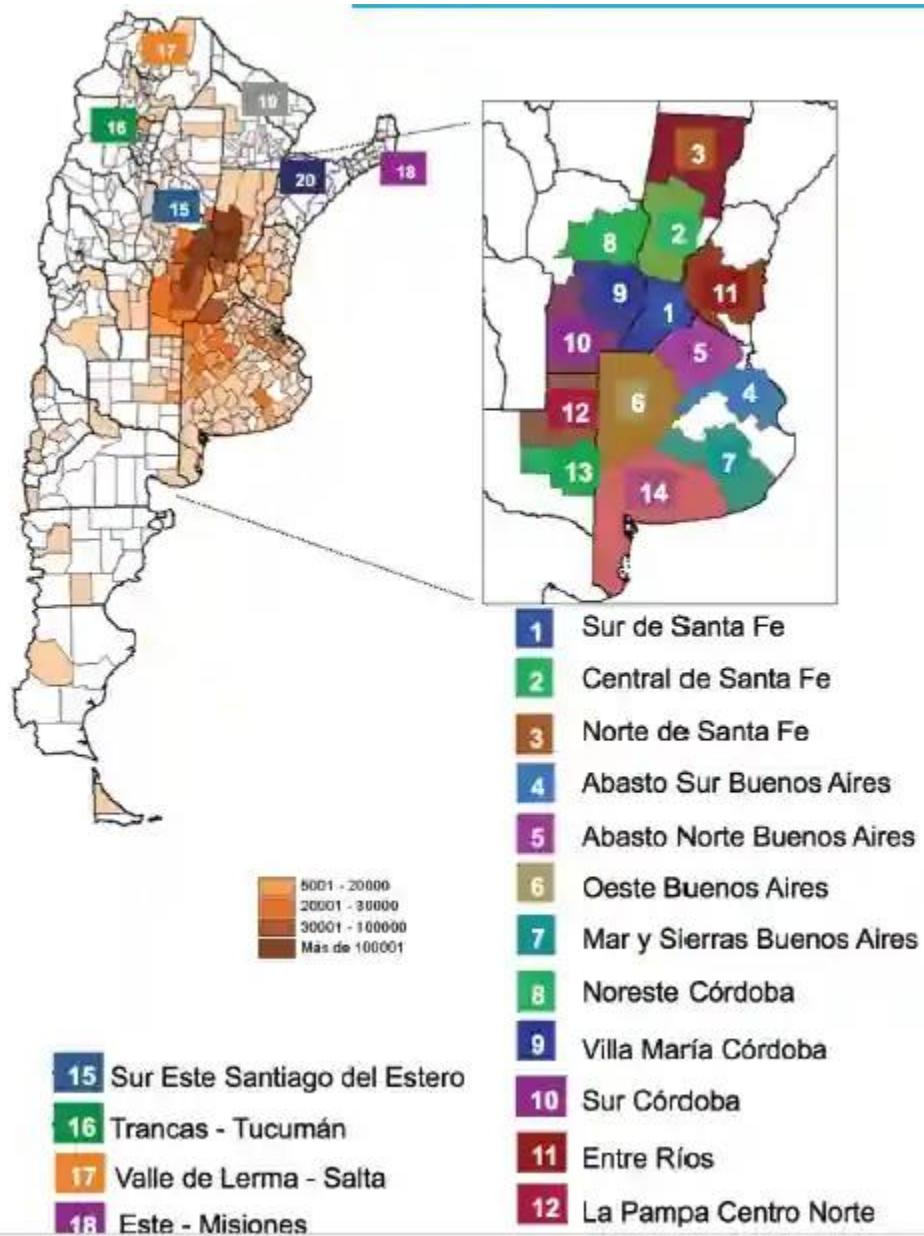 17
19
16
18
20
15
3
2
8
9
11
1
10
5
4
6
12
7
13
14
1 Sur de Santa Fe
2 Central de Santa Fe
3 Norte de Santa Fe
4 Abasto Sur Buenos Aires
5 Abasto Norte Buenos Aires
6 Oeste Buenos Aires
7 Mar y Sierras Buenos Aires
8 Noreste Córdoba
9 Villa María Córdoba
10 Sur Córdoba
11 Entre Ríos
12 La Pampa Centro Norte
5001 - 20000
20001 - 30000
30001 - 100000
Más de 100001
15 Sur Este Santiago del Estero
16 Trancas - Tucumán
17 Valle de Lerma - Salta
18 Este - Misiones